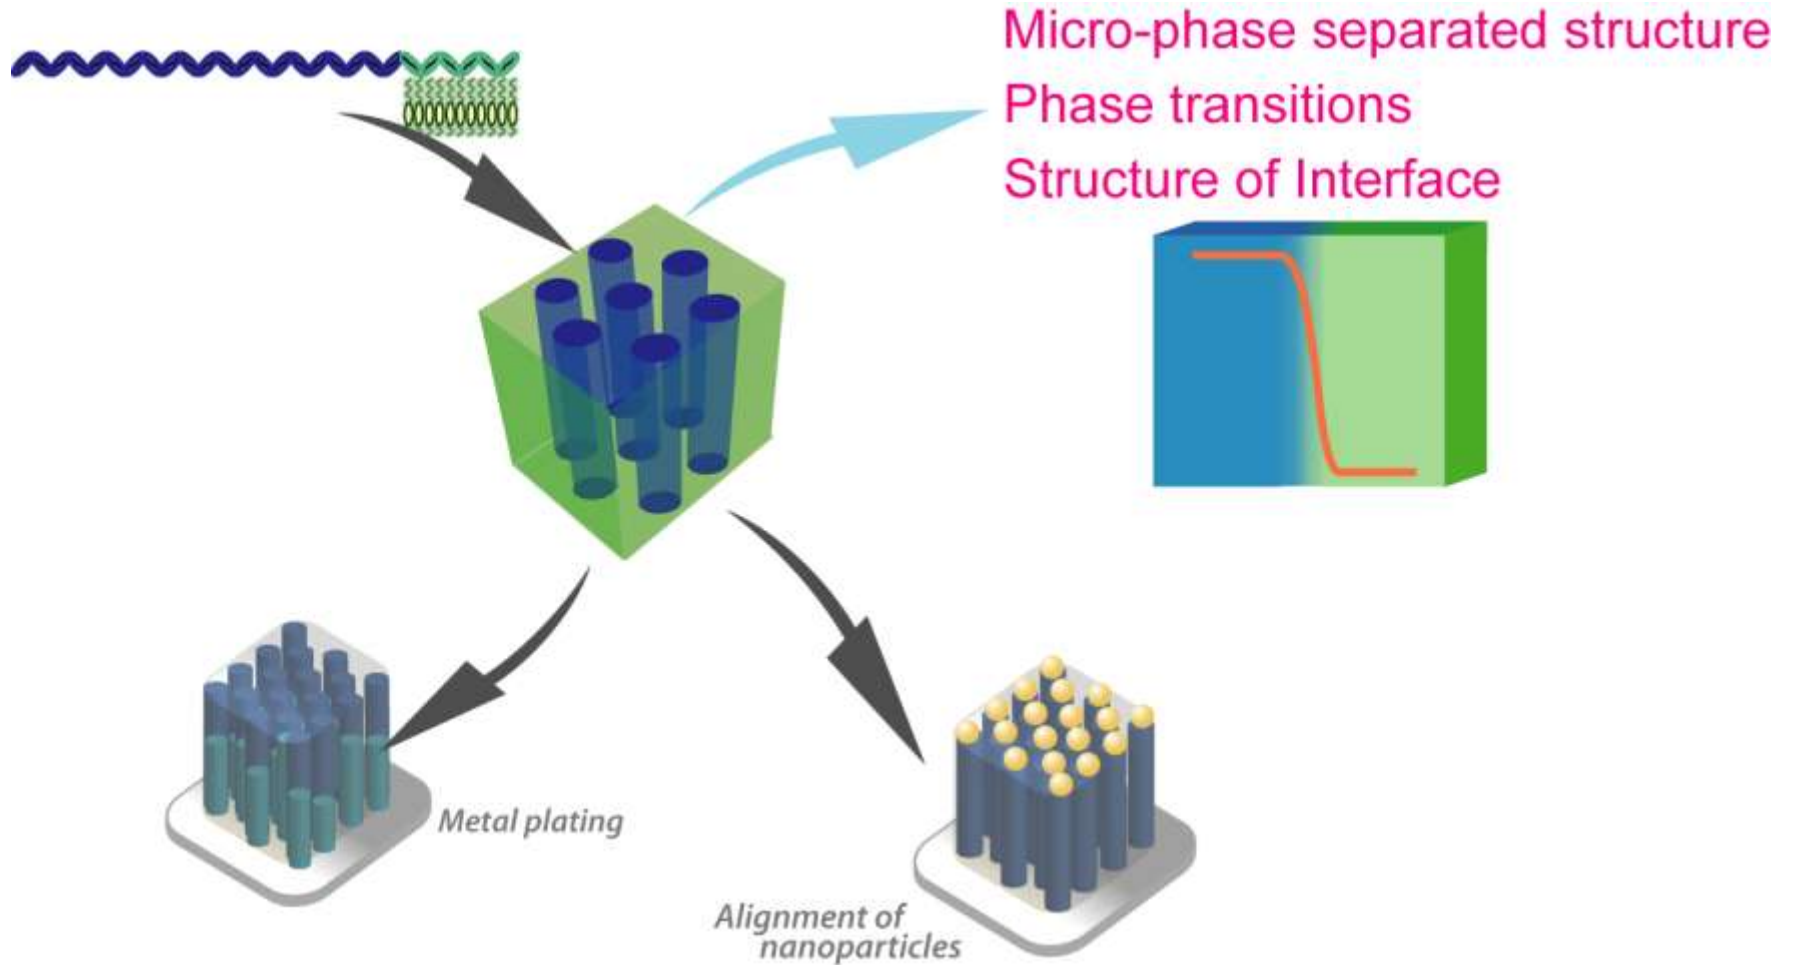 Micro-phase separated structure
Phase transitions
Structure of Interface
Metal plating
Alignment of
nanoparticles